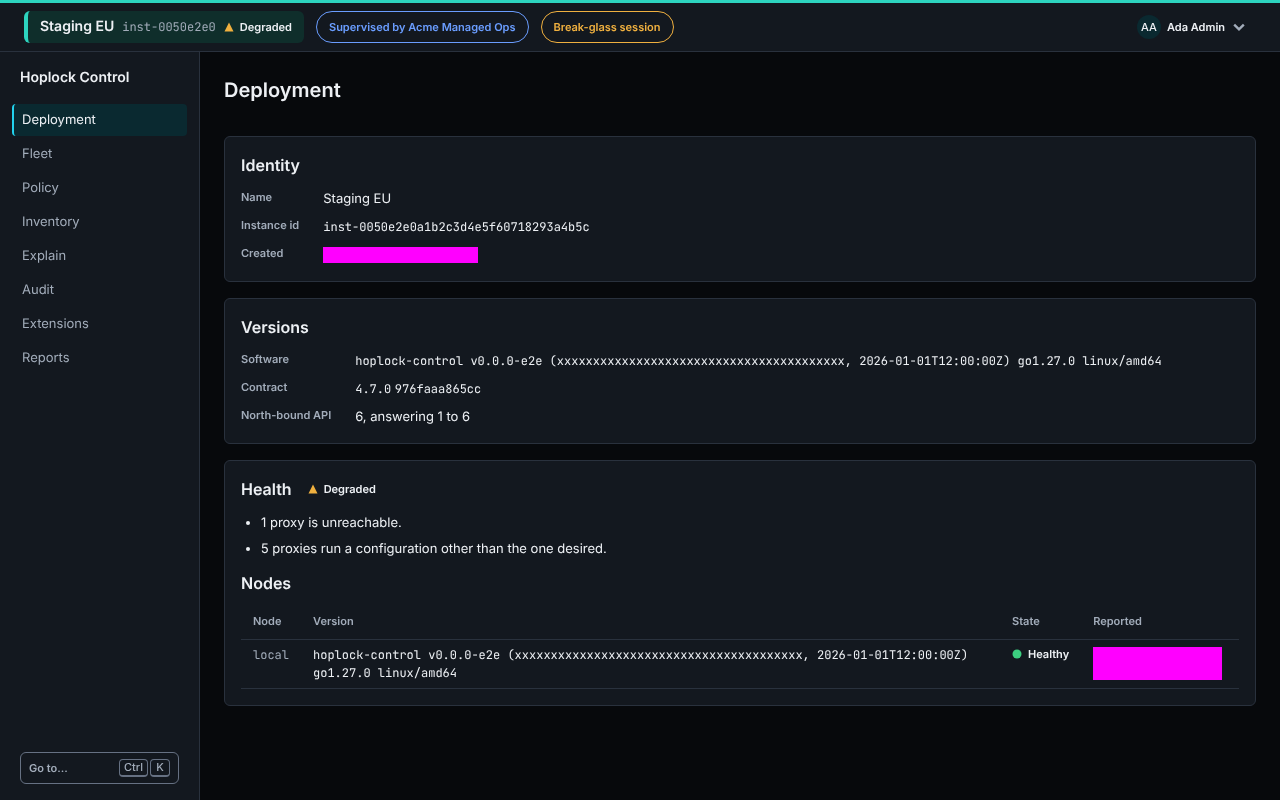 Staging EU inst-0050e2e0 Degraded Supervised by Acme Managed Ops Break-glass session AA Ada Admin
Hoplock Control
Deployment
Fleet
Policy
Inventory
Explain
Audit
Extensions
Reports
Go to... Ctrl K
Deployment
Identity
Name Staging EU
Instance id inst-0050e2e0a1b2c3d4e5f60718293a4b5c
Created
Versions
Software hoplock-control v0.0.0-e2e (xxxxxxxxxxxxxxxxxxxxxxxxxxxxxxxxxxxxxxxx, 2026-01-01T12:00:00Z) go1.27.0 linux/amd64
Contract 4.7.0 976faaa865cc
North-bound API 6, answering 1 to 6
Health Degraded
• 1 proxy is unreachable.
• 5 proxies run a configuration other than the one desired.
Nodes
Node Version State Reported
local hoplock-control v0.0.0-e2e (xxxxxxxxxxxxxxxxxxxxxxxxxxxxxxxxxxxxxxxx, 2026-01-01T12:00:00Z) Healthy
go1.27.0 linux/amd64